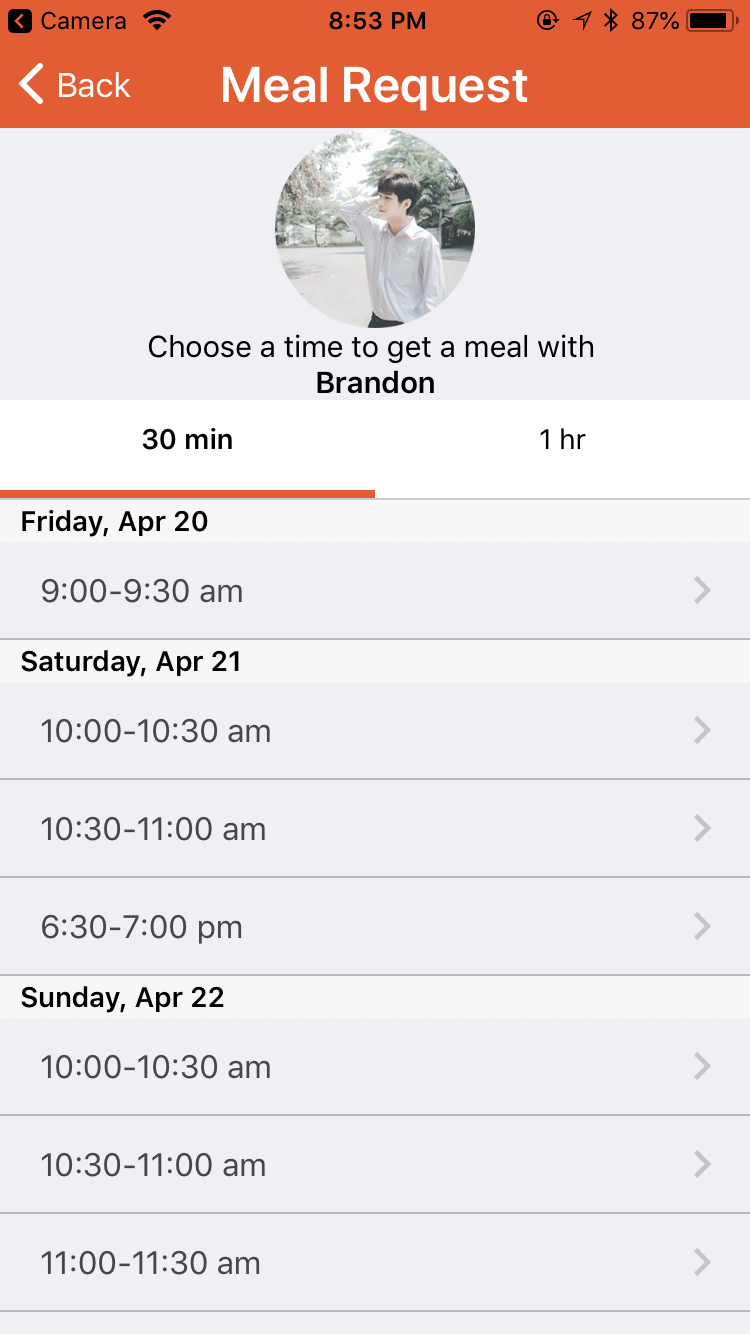 Camera 8:53 PM 87%
Back Meal Request
Choose a time to get a meal with
Brandon
30 min 1 hr
Friday, Apr 20
9:00-9:30 am
Saturday, Apr 21
10:00-10:30 am
10:30-11:00 am
6:30-7:00 pm
Sunday, Apr 22
10:00-10:30 am
10:30-11:00 am
11:00-11:30 am